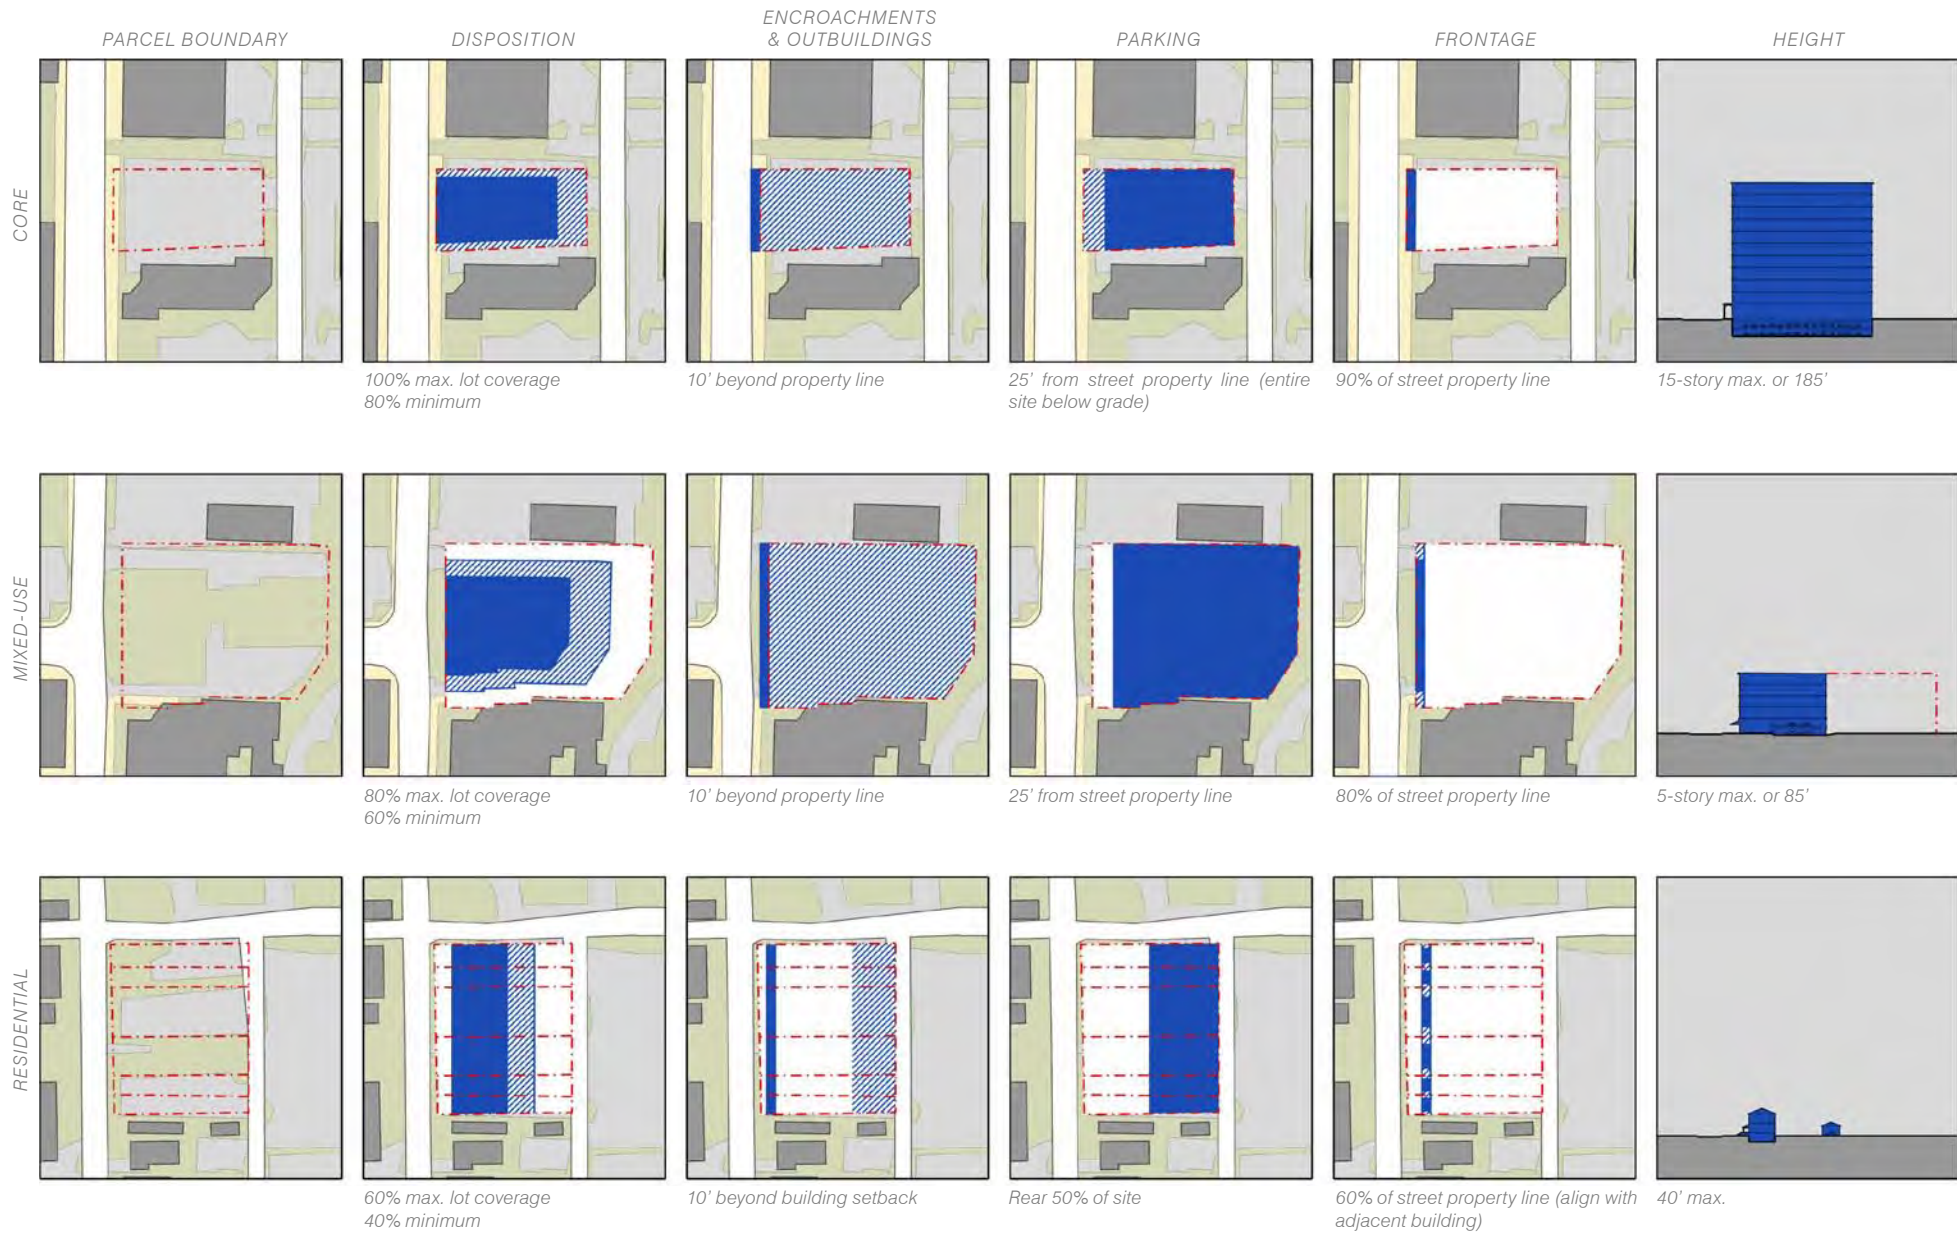 PARCEL BOUNDARY
DISPOSITION
ENCROACHMENTS
& OUTBUILDINGS
PARKING
FRONTAGE
HEIGHT
CORE
100% max. lot coverage
80% minimum
10' beyond property line
25' from street property line (entire
site below grade)
90% of street property line
15-story max. or 185'
MIXED-USE
80% max. lot coverage
60% minimum
10' beyond property line
25' from street property line
80% of street property line
5-story max. or 85'
RESIDENTIAL
60% max. lot coverage
40% minimum
10' beyond building setback
Rear 50% of site
60% of street property line (align with
adjacent building)
40' max.